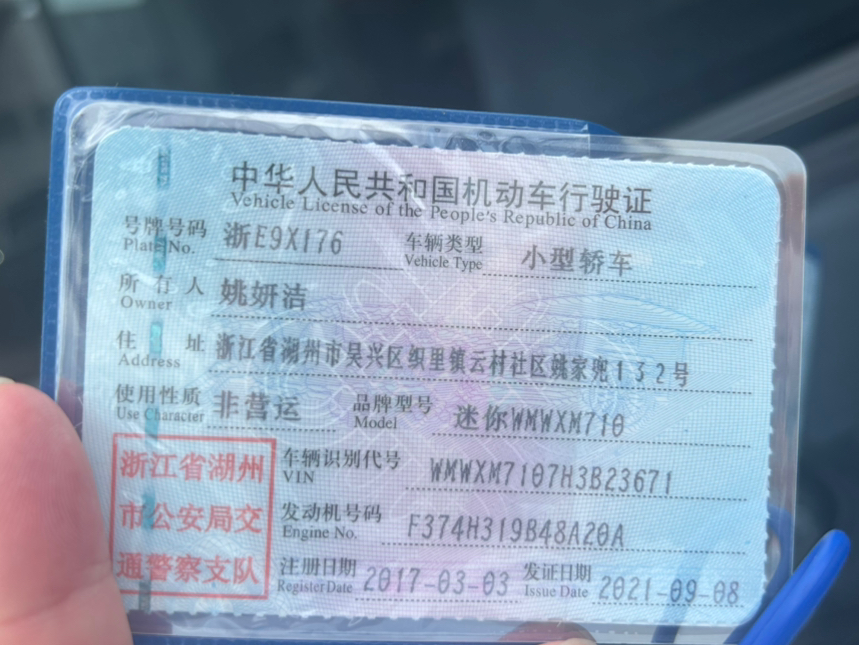 中华人民共和国机动车行驶证
Vehicle License of the People's Republic of China
号牌号码 浙E9X176 车辆类型 小型轿车
Plate No. Vehicle Type
所有人 姚妍洁
Owner
住址 浙江省湖州市吴兴区织里镇云村社区姚家兜132号
Address
使用性质 非营运 品牌型号 迷你WMWXM710
Use Character Model
浙江省湖州
市公安局交
通警察支队
车辆识别代号 WMWXM7107H3B23671
VIN
发动机号码 F374H319B48A20A
Engine No.
注册日期 2017-03-03 发证日期 2021-09-08
Register Date Issue Date